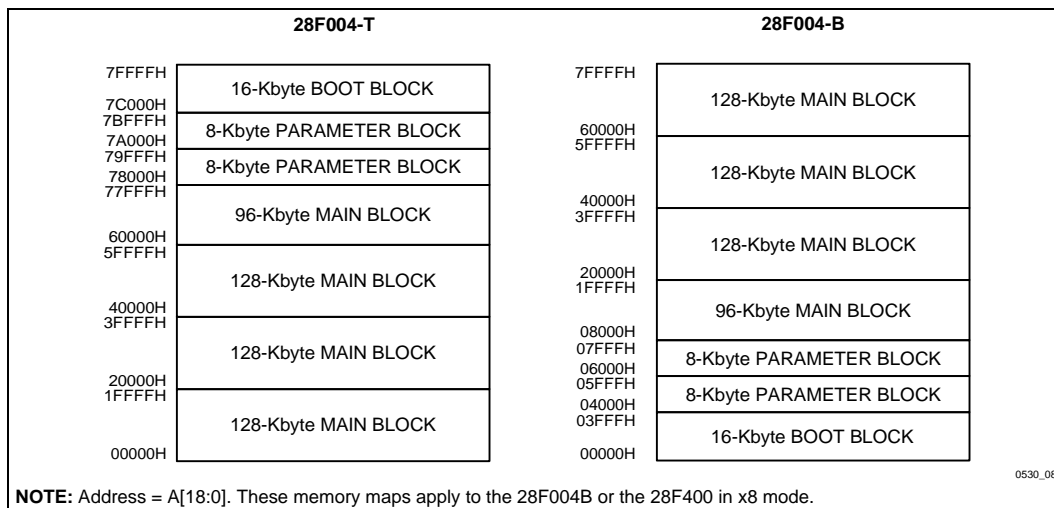 28F004-T
7FFFFH
16-Kbyte BOOT BLOCK
7C000H
7BFFFH
8-Kbyte PARAMETER BLOCK
7A000H
79FFFH
8-Kbyte PARAMETER BLOCK
78000H
77FFFH
96-Kbyte MAIN BLOCK
60000H
5FFFFH
128-Kbyte MAIN BLOCK
40000H
3FFFFH
128-Kbyte MAIN BLOCK
20000H
1FFFFH
128-Kbyte MAIN BLOCK
00000H
28F004-B
7FFFFH
128-Kbyte MAIN BLOCK
60000H
5FFFFH
128-Kbyte MAIN BLOCK
40000H
3FFFFH
128-Kbyte MAIN BLOCK
20000H
1FFFFH
96-Kbyte MAIN BLOCK
08000H
07FFFH
8-Kbyte PARAMETER BLOCK
06000H
05FFFH
8-Kbyte PARAMETER BLOCK
04000H
03FFFH
16-Kbyte BOOT BLOCK
00000H
0530_08
NOTE: Address = A[18:0]. These memory maps apply to the 28F004B or the 28F400 in x8 mode.